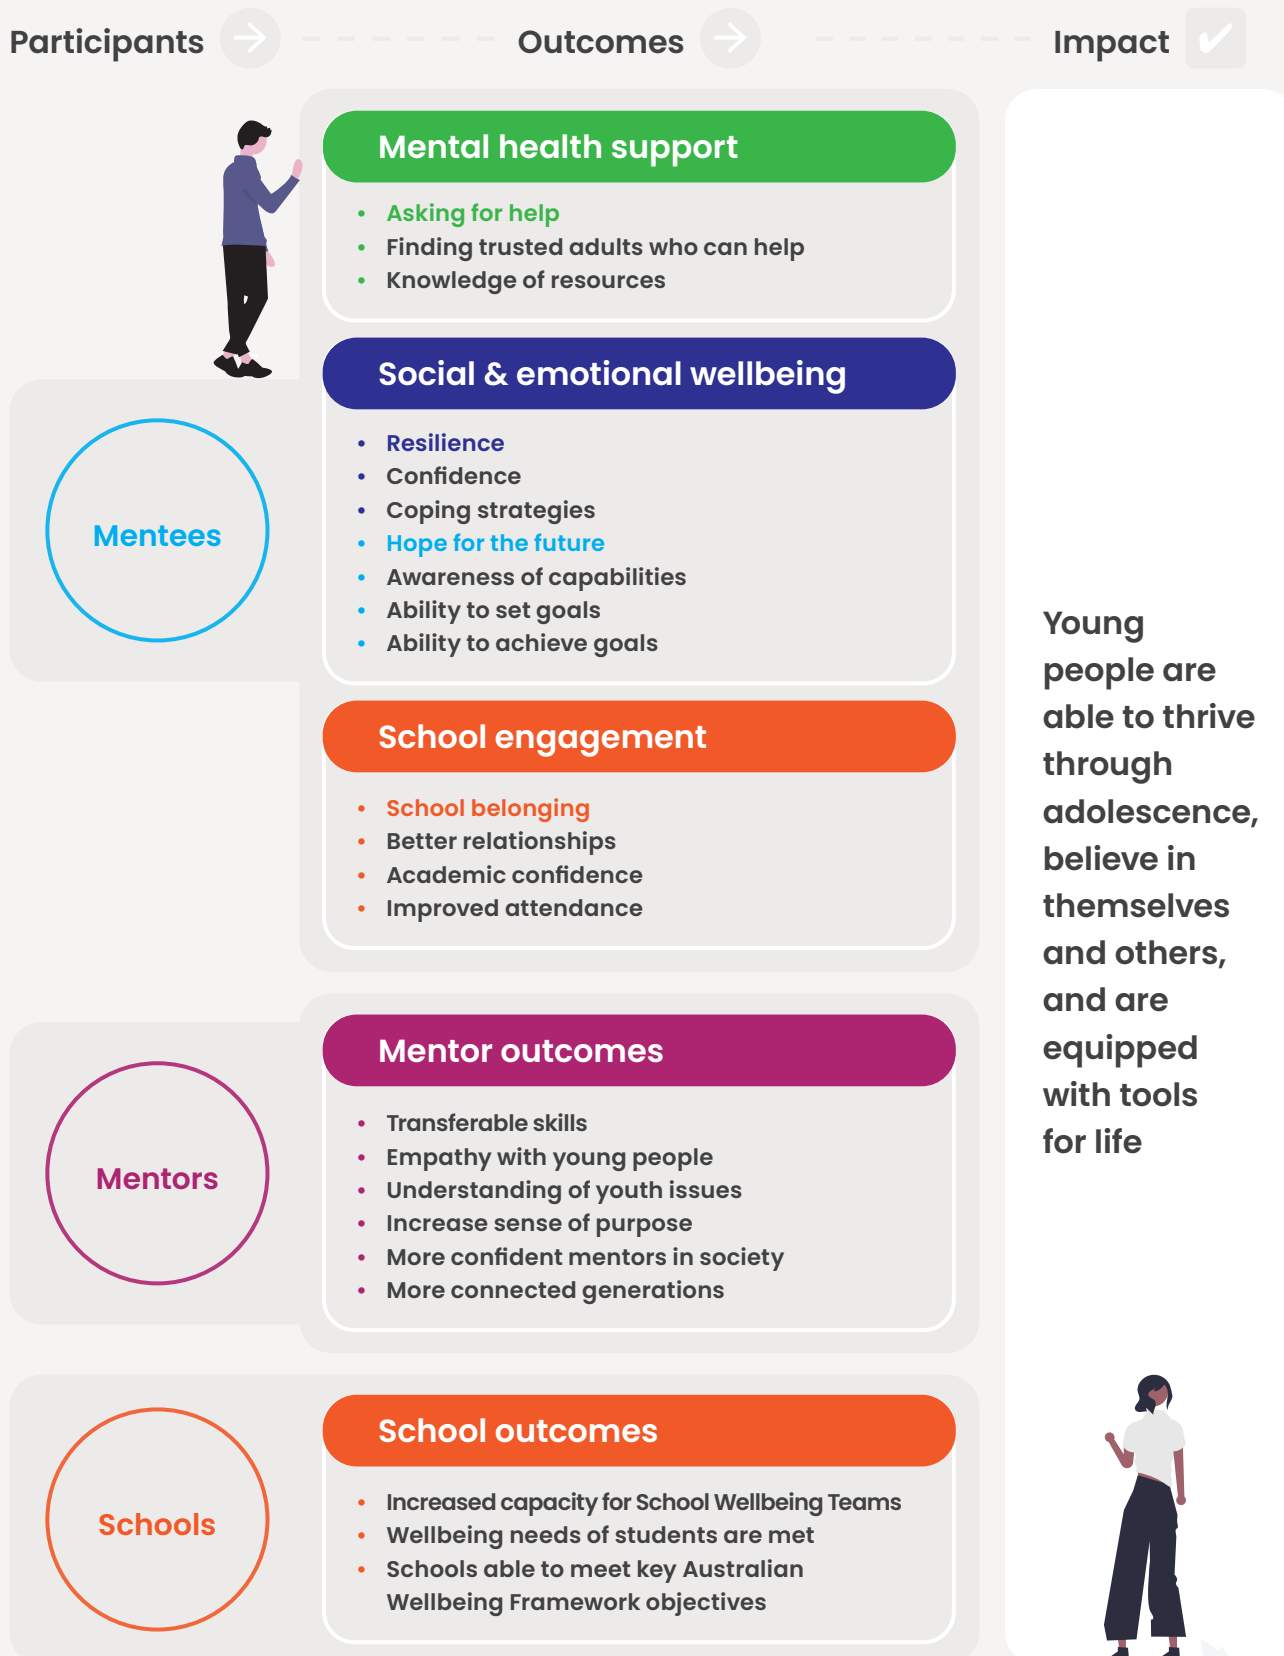 Participants
Outcomes
Impact
Mentees
Mental health support
• Asking for help
• Finding trusted adults who can help
• Knowledge of resources
Social & emotional wellbeing
• Resilience
• Confidence
• Coping strategies
• Hope for the future
• Awareness of capabilities
• Ability to set goals
• Ability to achieve goals
School engagement
• School belonging
• Better relationships
• Academic confidence
• Improved attendance
Mentors
Mentor outcomes
• Transferable skills
• Empathy with young people
• Understanding of youth issues
• Increase sense of purpose
• More confident mentors in society
• More connected generations
Schools
School outcomes
• Increased capacity for School Wellbeing Teams
• Wellbeing needs of students are met
• Schools able to meet key Australian
Wellbeing Framework objectives
Young
people are
able to thrive
through
adolescence,
believe in
themselves
and others,
and are
equipped
with tools
for life